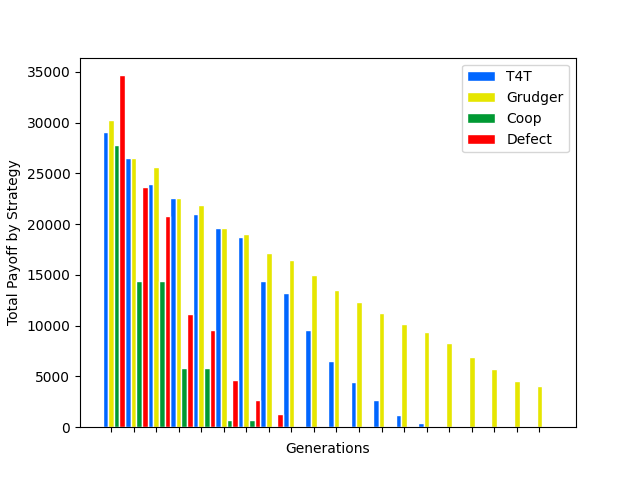 35000
30000
25000
20000
15000
10000
5000
0
Total Payoff by Strategy
Generations
T4T
Grudger
Coop
Defect